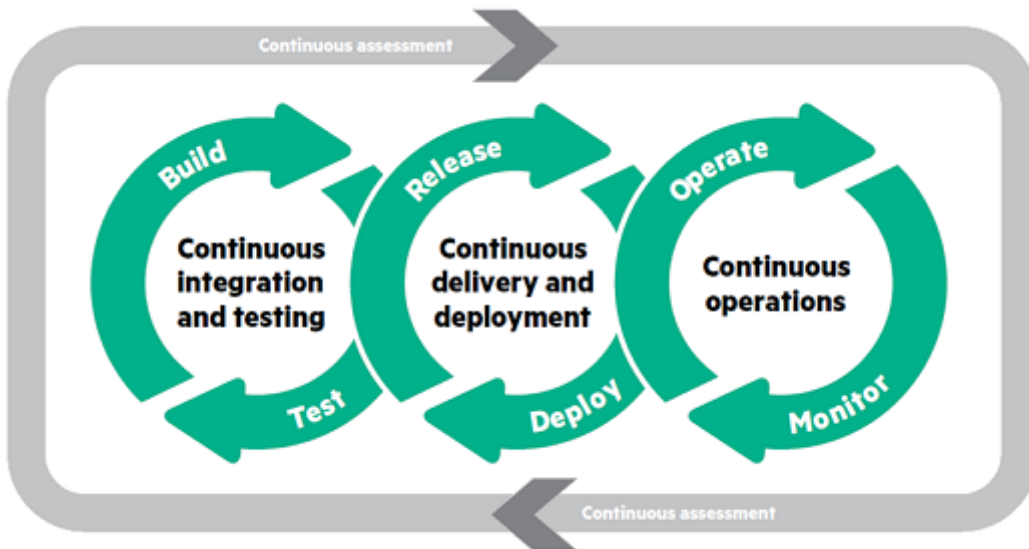 Continuous assessment
Build
Continuous
integration
and testing
Test
Release
Continuous
delivery and
deployment
Deploy
Operate
Continuous
operations
Monitor
Continuous assessment